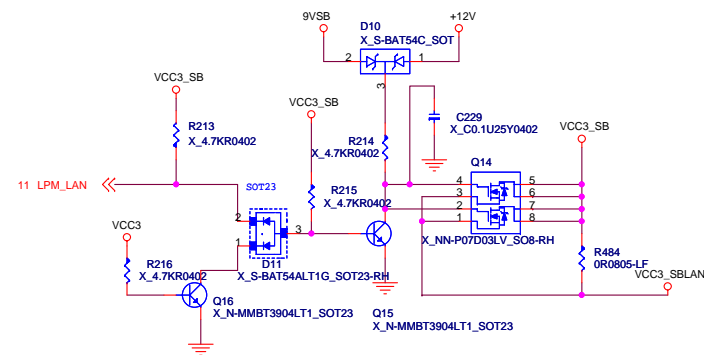 9VSB
D10
+12V
X_S-BAT54C_SOT
2
1
3
VCC3_SB
R213
X_4.7KR0402
VCC3_SB
R214
X_4.7KR0402
C229
X_C0.1U25Y0402
VCC3_SB
11 LPM_LAN
SOT23
R215
X_4.7KR0402
Q14
4
5
3
6
2
7
1
8
X_NN-P07D03LV_SO8-RH
VCC3
2
1
3
D11
X_S-BAT54ALT1G_SOT23-RH
R216
X_4.7KR0402
R484
0R0805-LF
VCC3_SBLAN
Q16
X_N-MMBT3904LT1_SOT23
Q15
X_N-MMBT3904LT1_SOT23